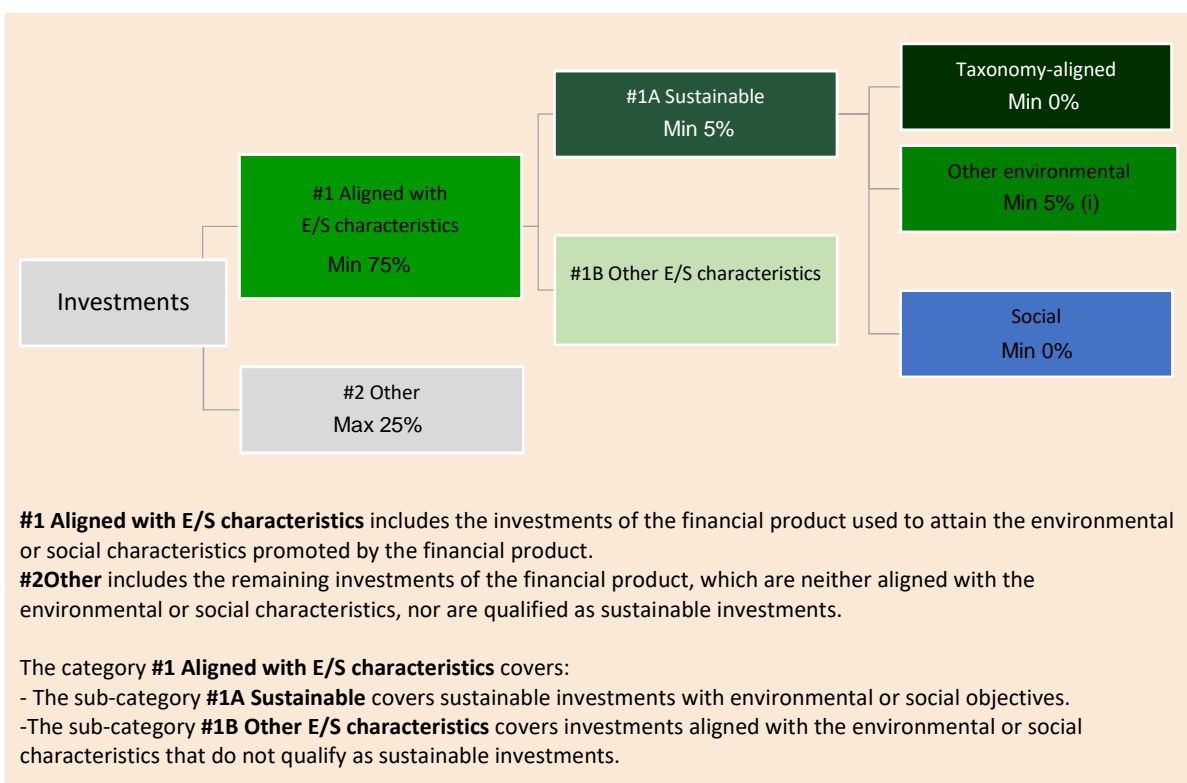 Investments
#1 Aligned with
E/S characteristics
Min 75%
#2 Other
Max 25%
#1A Sustainable
Min 5%
#1B Other E/S characteristics
Taxonomy-aligned
Min 0%
Other environmental
Min 5% (i)
Social
Min 0%
#1 Aligned with E/S characteristics includes the investments of the financial product used to attain the environmental
or social characteristics promoted by the financial product.
#2Other includes the remaining investments of the financial product, which are neither aligned with the
environmental or social characteristics, nor are qualified as sustainable investments.
The category #1 Aligned with E/S characteristics covers:
- The sub-category #1A Sustainable covers sustainable investments with environmental or social objectives.
-The sub-category #1B Other E/S characteristics covers investments aligned with the environmental or social
characteristics that do not qualify as sustainable investments.